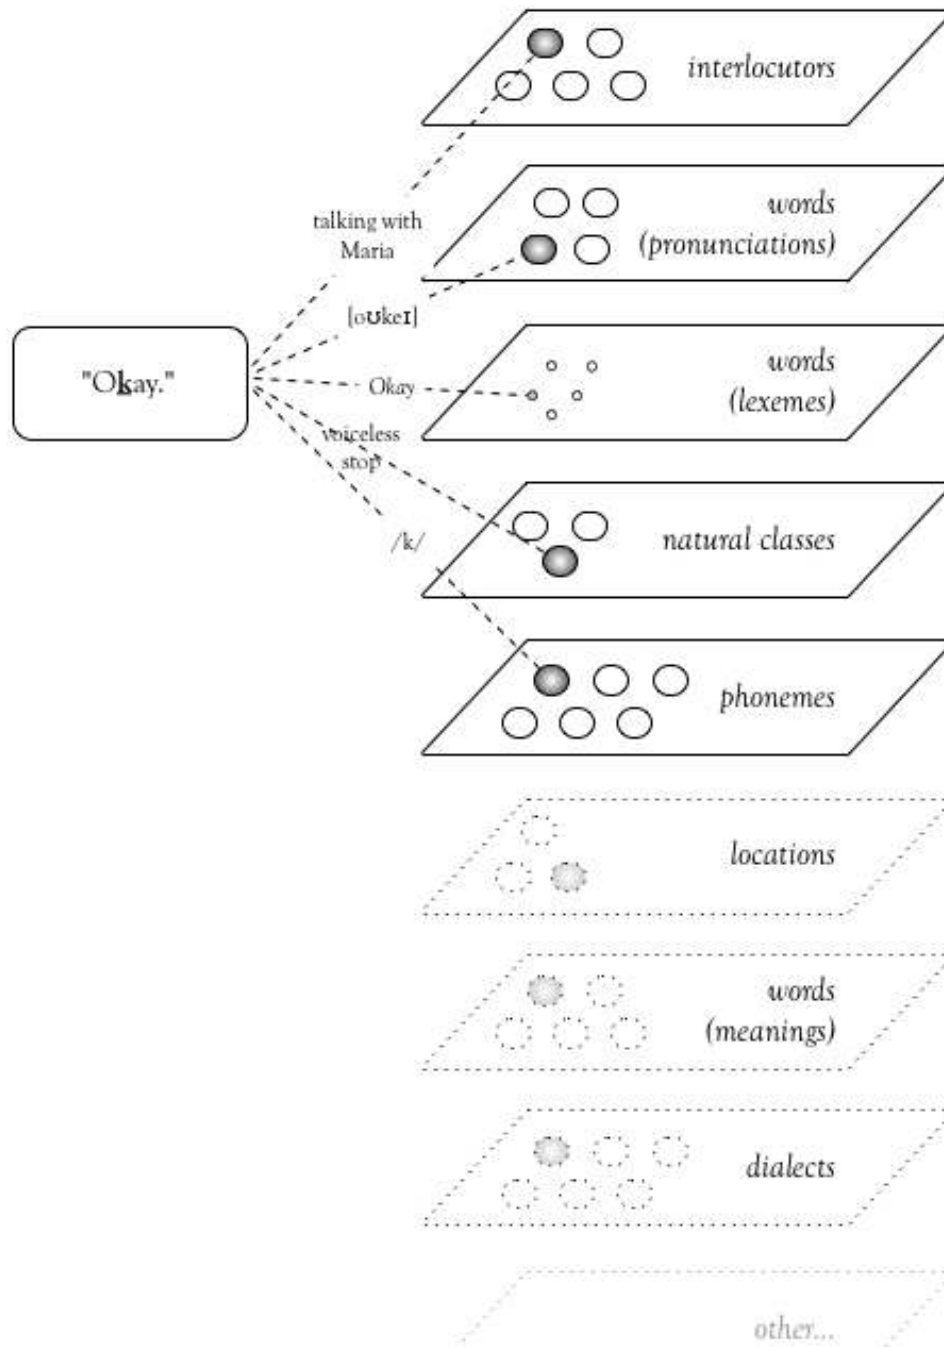 interlocutors
talking with
Maria
words
(pronunciations)
[oʊkeɪ]
"Okay."
Okay
words
(lexemes)
voiceless
stop
/k/
natural classes
phonemes
locations
words
(meanings)
dialects
other...